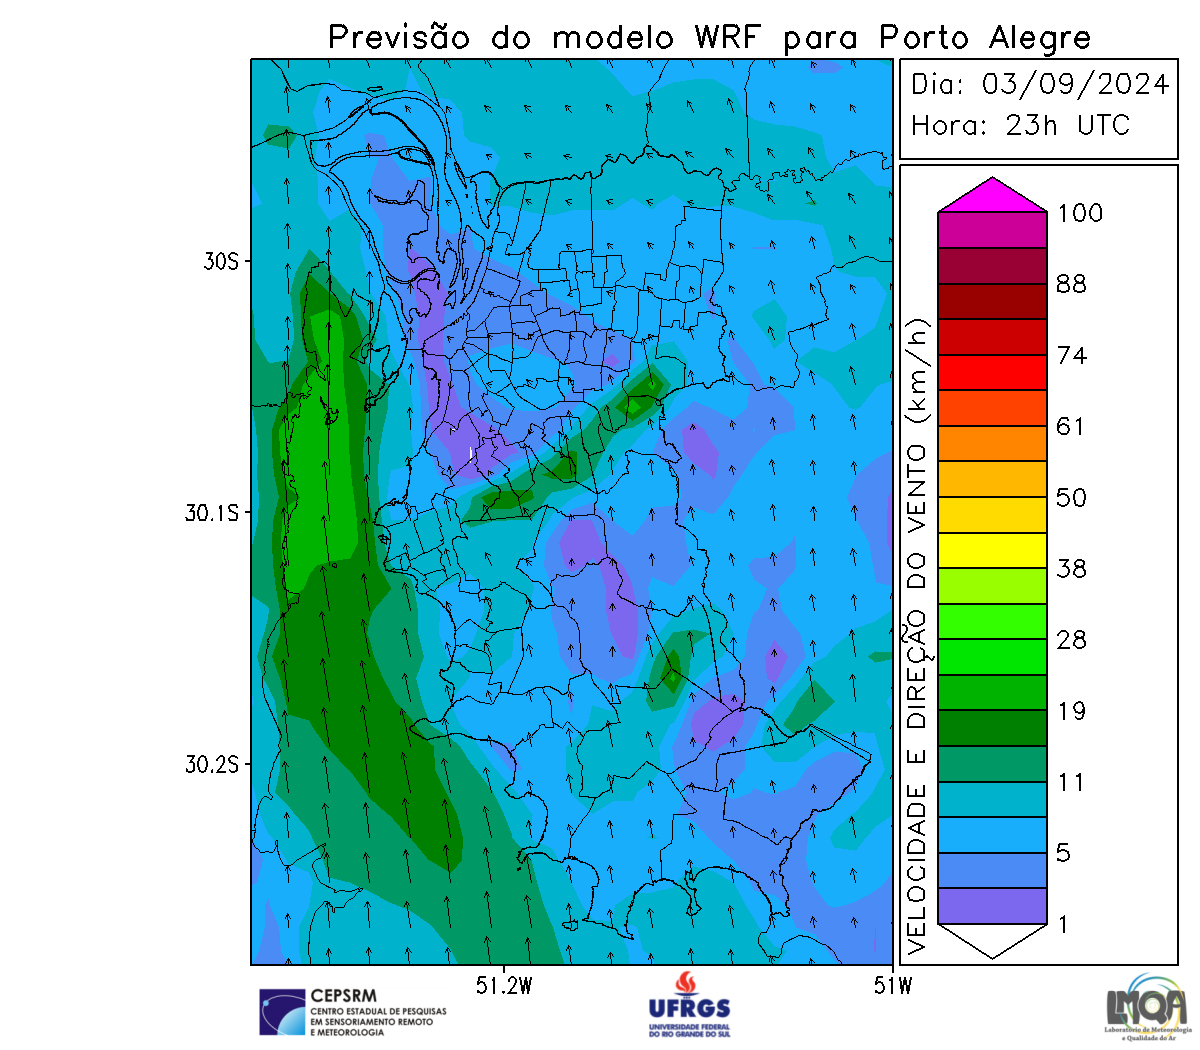 Previsão do modelo WRF para Porto Alegre
Dia: 03/09/2024
Hora: 23h UTC
30S
30.1S
30.2S
51.2W
51W
VELOCIDADE E DIREÇÃO DO VENTO (km/h)
100
88
74
61
50
38
28
19
11
5
1
CEPSRM
CENTRO ESTADUAL DE PESQUISAS
EM SENSORIAMENTO REMOTO
E METEOROLOGIA
UFRGS
UNIVERSIDADE FEDERAL
DO RIO GRANDE DO SUL
LMQA
Laboratório de Meteorologia
e Qualidade do Ar